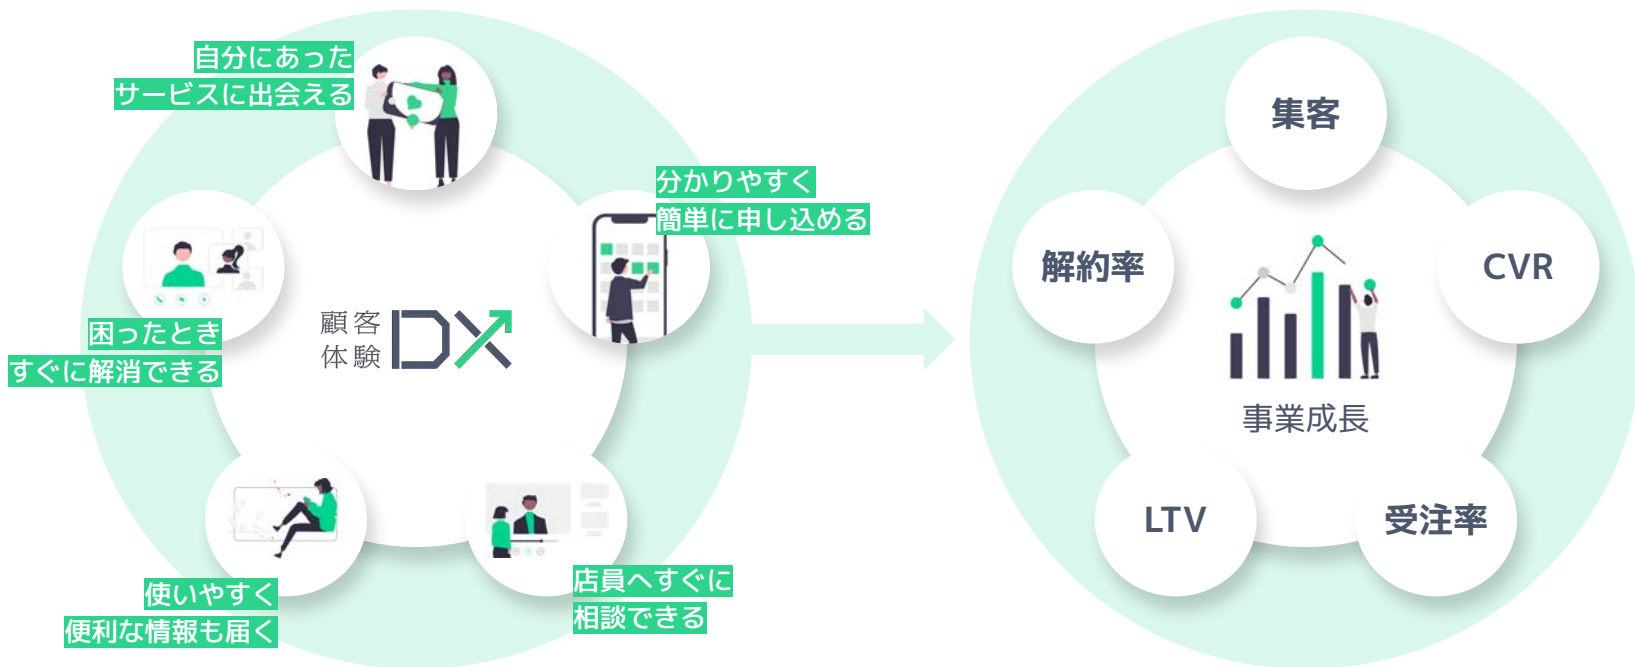 自分にあった
サービスに出会える
分かりやすく
簡単に申し込める
困ったとき
すぐに解消できる
顧客
体験
DX
使いやすく
便利な情報も届く
店員へすぐに
相談できる
集客
解約率
CVR
事業成長
LTV
受注率